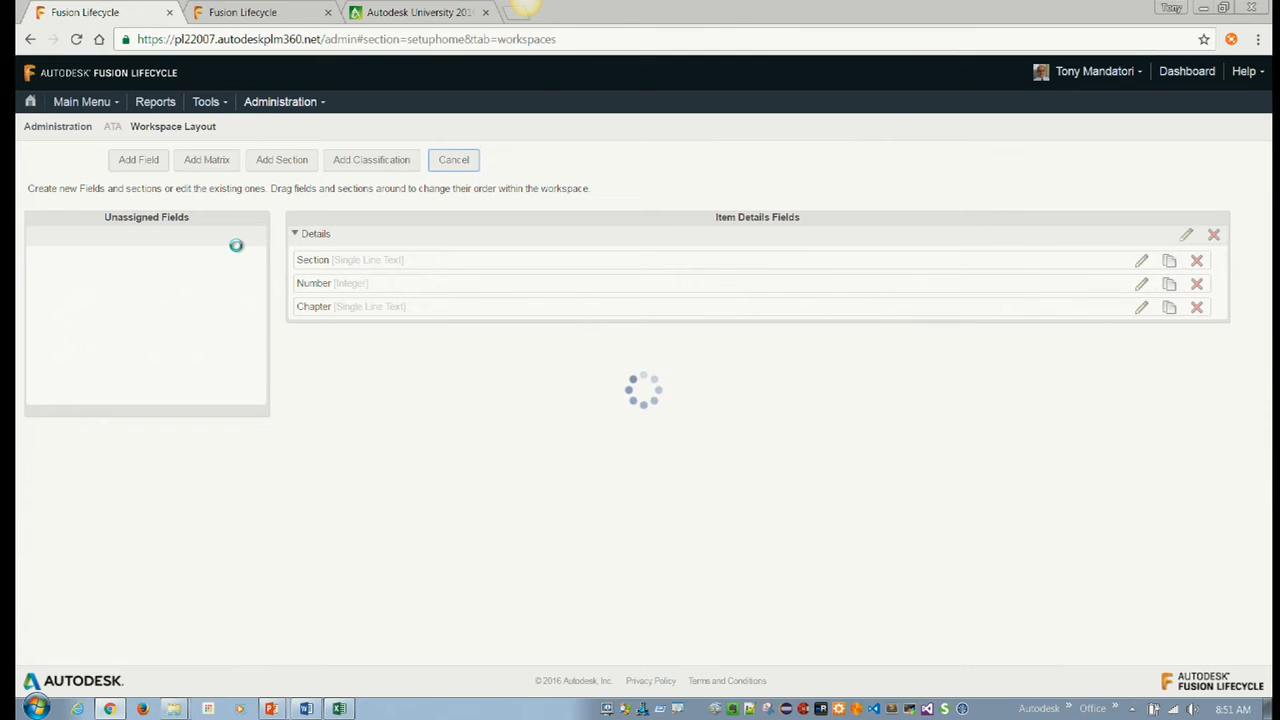 Fusion Lifecycle
Fusion Lifecycle
Autodesk University 201
Tony
https://pl22007.autodeskplm360.net/admin#section=setuphome&tab=workspaces
AUTODESK® FUSION LIFECYCLE
Tony Mandatori
Dashboard
Help
Main Menu
Reports
Tools
Administration
Administration
ATA
Workspace Layout
Add Field
Add Matrix
Add Section
Add Classification
Cancel
Create new Fields and sections or edit the existing ones. Drag fields and sections around to change their order within the workspace.
Unassigned Fields
Item Details Fields
Details
Section [Single Line Text]
Number [Integer]
Chapter [Single Line Text]
AUTODESK.
© 2016 Autodesk, Inc.
Privacy Policy
Terms and Conditions
AUTODESK®
FUSION LIFECYCLE
Autodesk
Office
8:51 AM